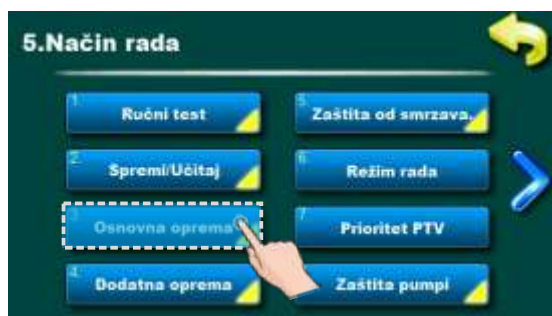 5.Način rada
1. Ručni test
2. Spremi/Učitaj
3. Osnovna oprema
4. Dodatna oprema
5. Zaštita od smrzava.
6. Režim rada
7. Prioritet PTV
Zaštita pumpi